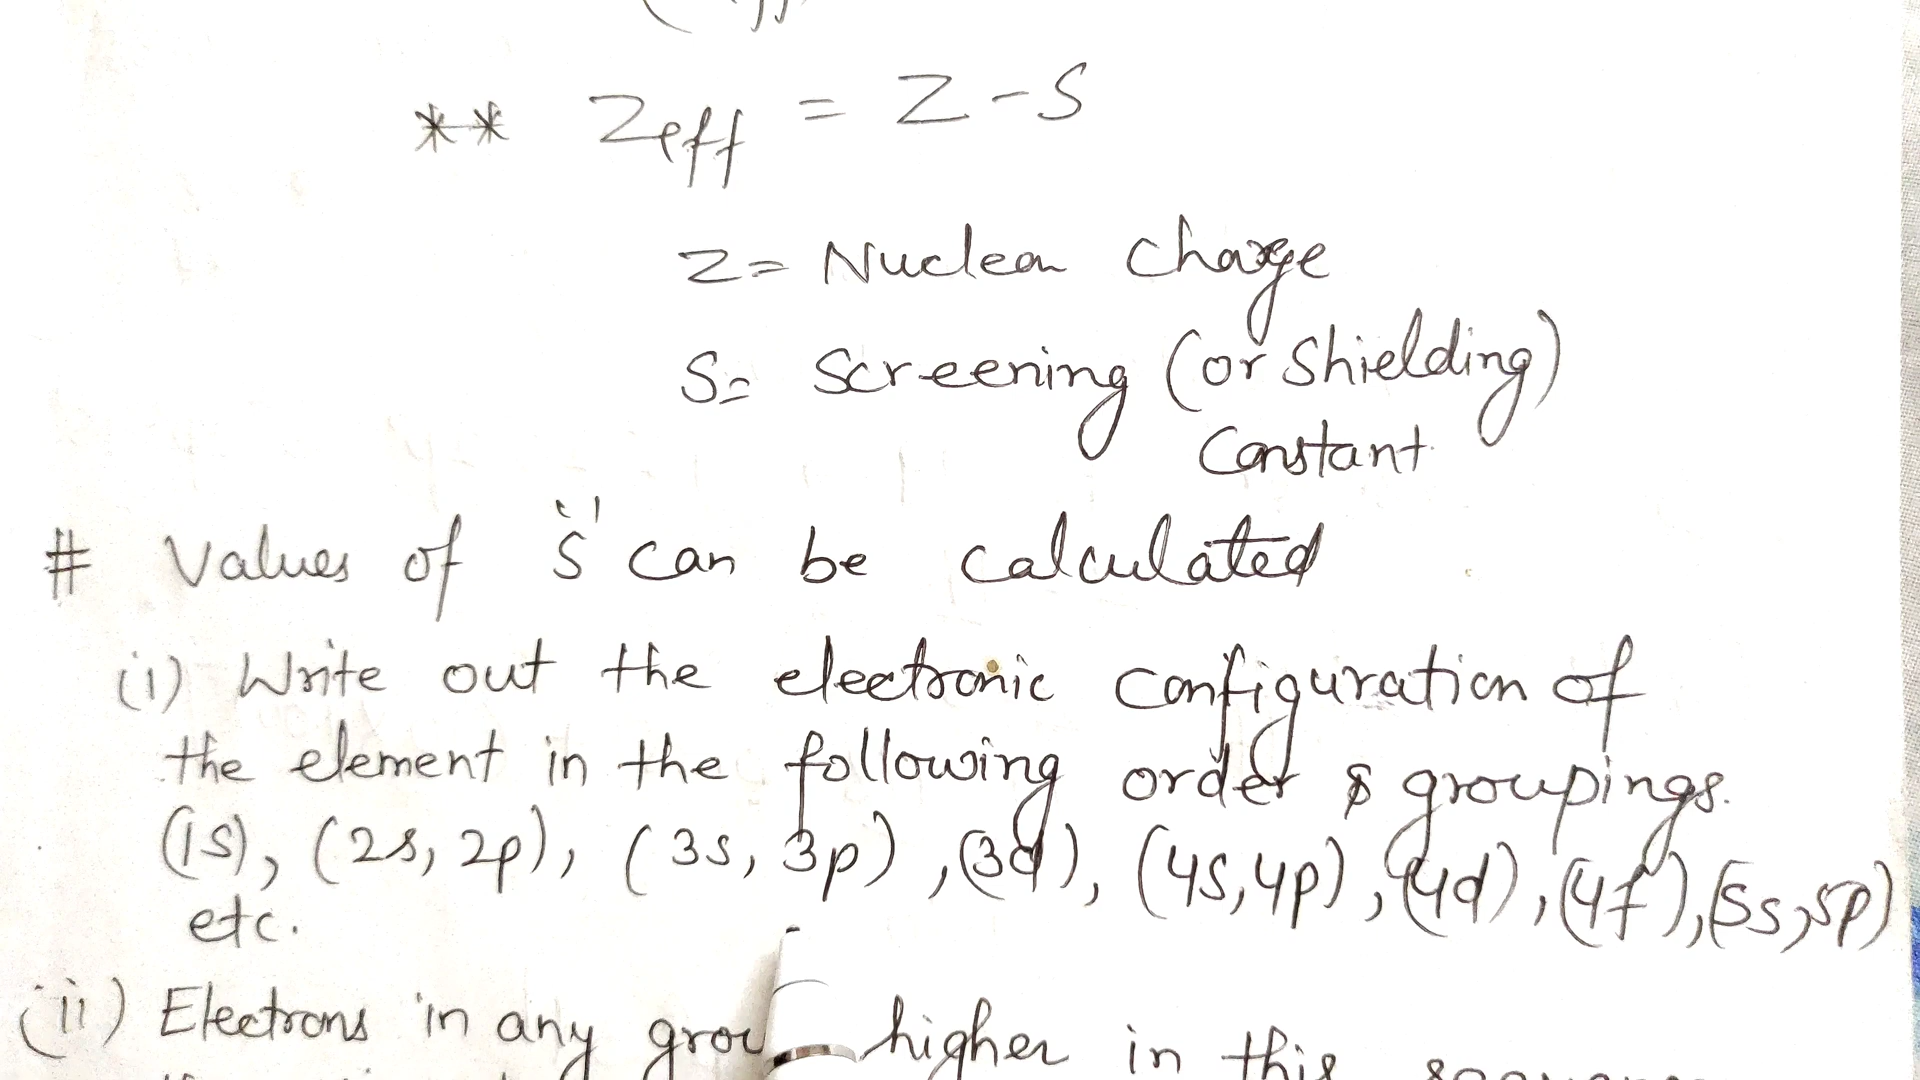 ** Zeff = Z - S
Z = Nuclear charge
S = Screening (or Shielding)
Constant
# Values of 'S' can be calculated
(i) Write out the electronic configuration of
the element in the following order & groupings.
(1s), (2s, 2p), (3s, 3p), (3d), (4s, 4p), (4d), (4f), (5s, 5p)
etc.
(ii) Electrons in any higher in this